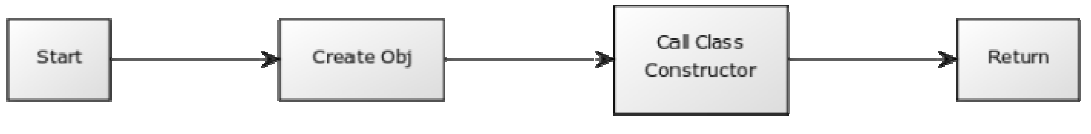 Start
Create Obj
Call Class
Constructor
Return